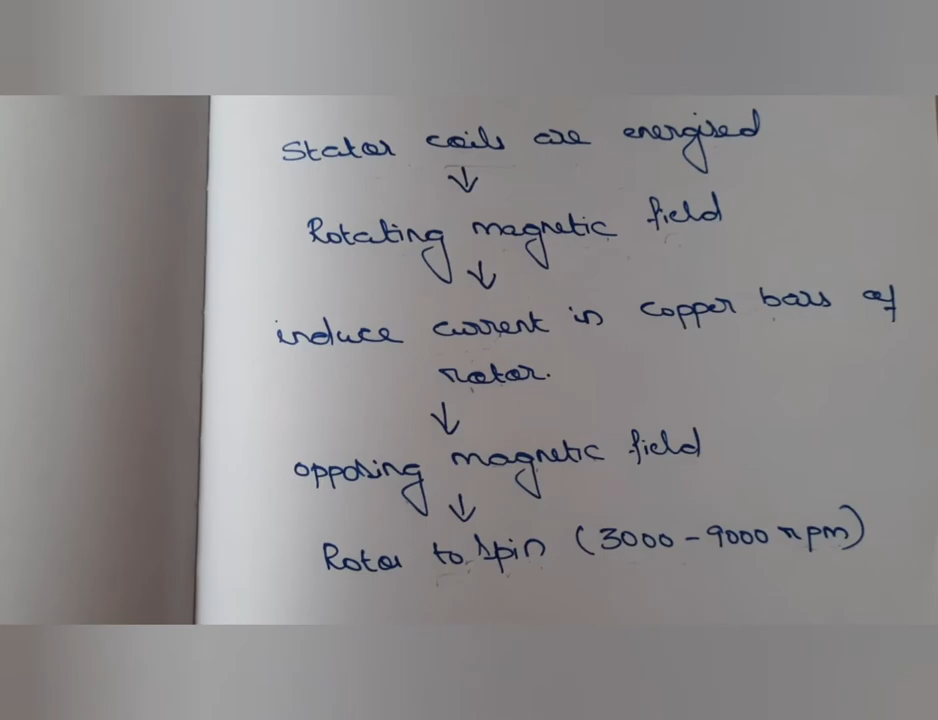 Stator coils are energised
↓
Rotating magnetic field
↓
induce current in copper bars of
rotor.
↓
opposing magnetic field
↓
Rotor to spin (3000-9000 rpm)